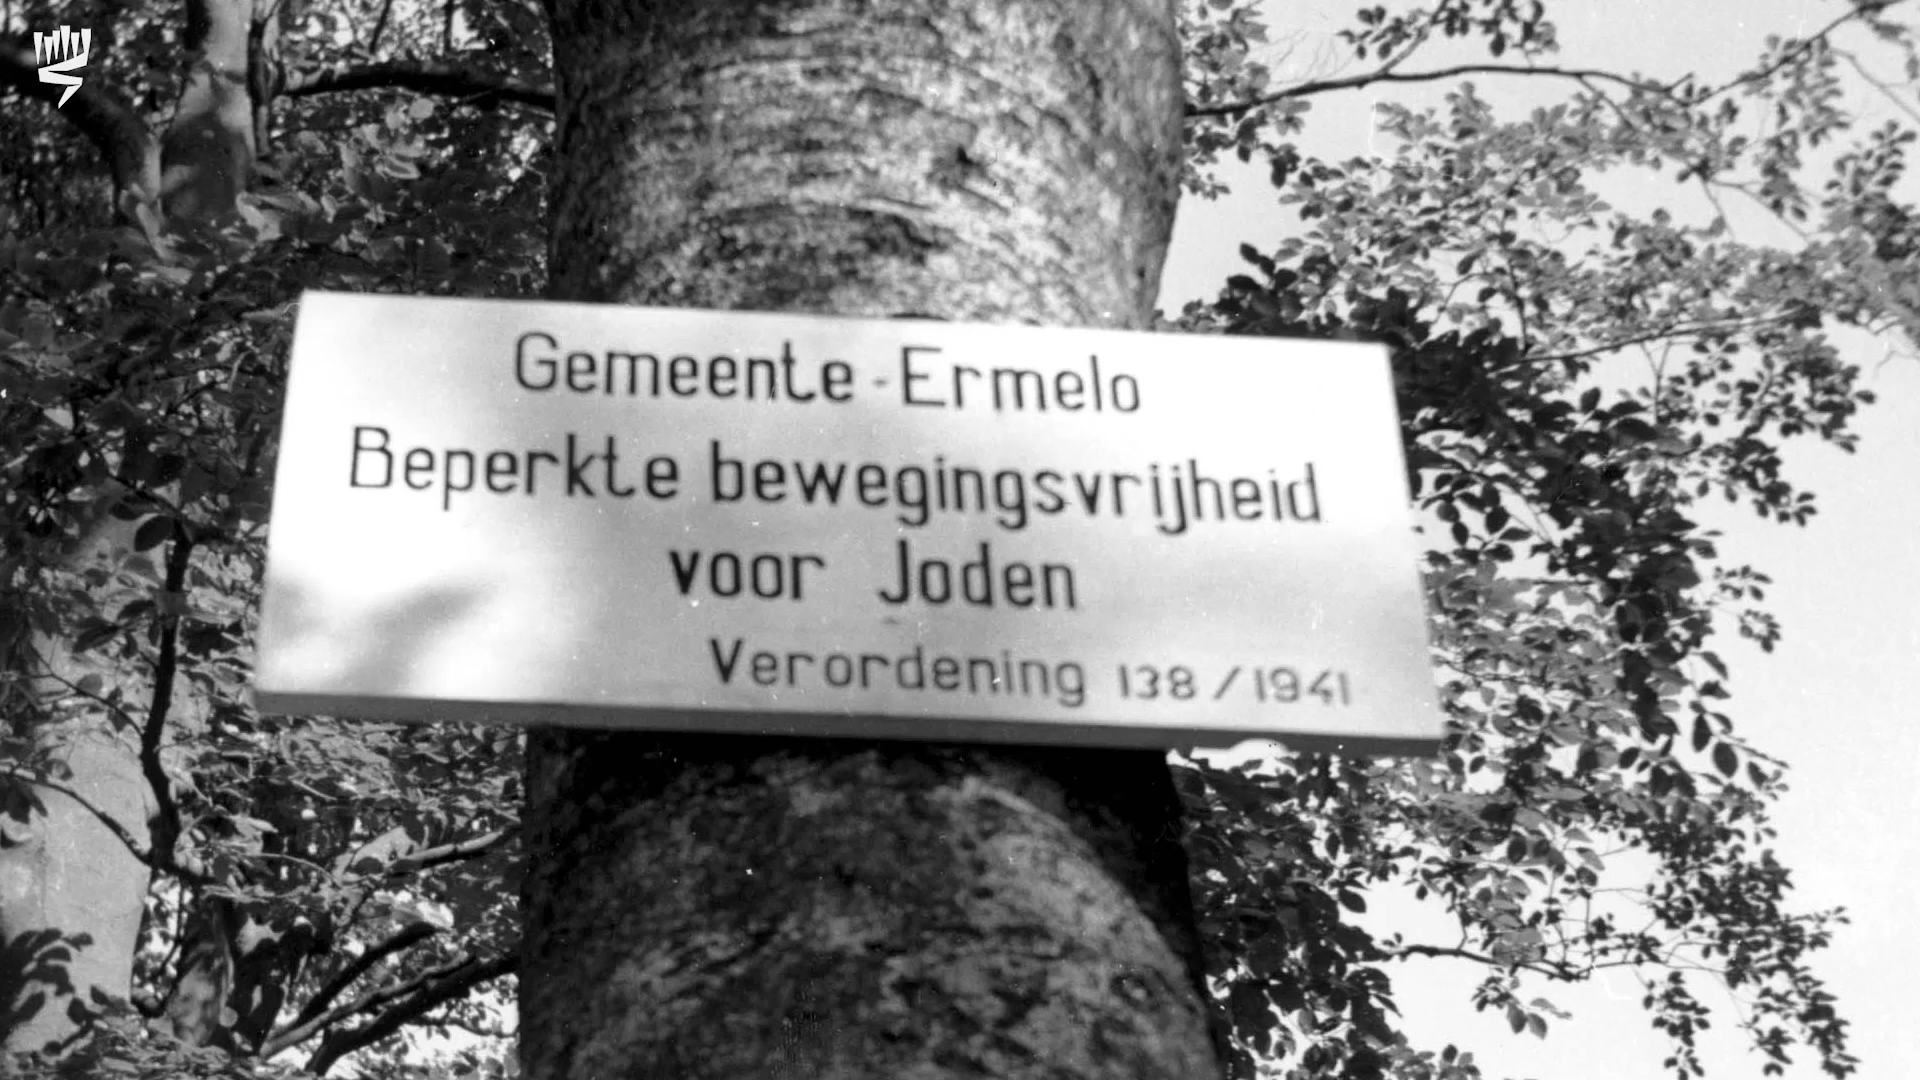 Gemeente - Ermelo
Beperkte bewegingsvrijheid
voor Joden
Verordening 138/1941